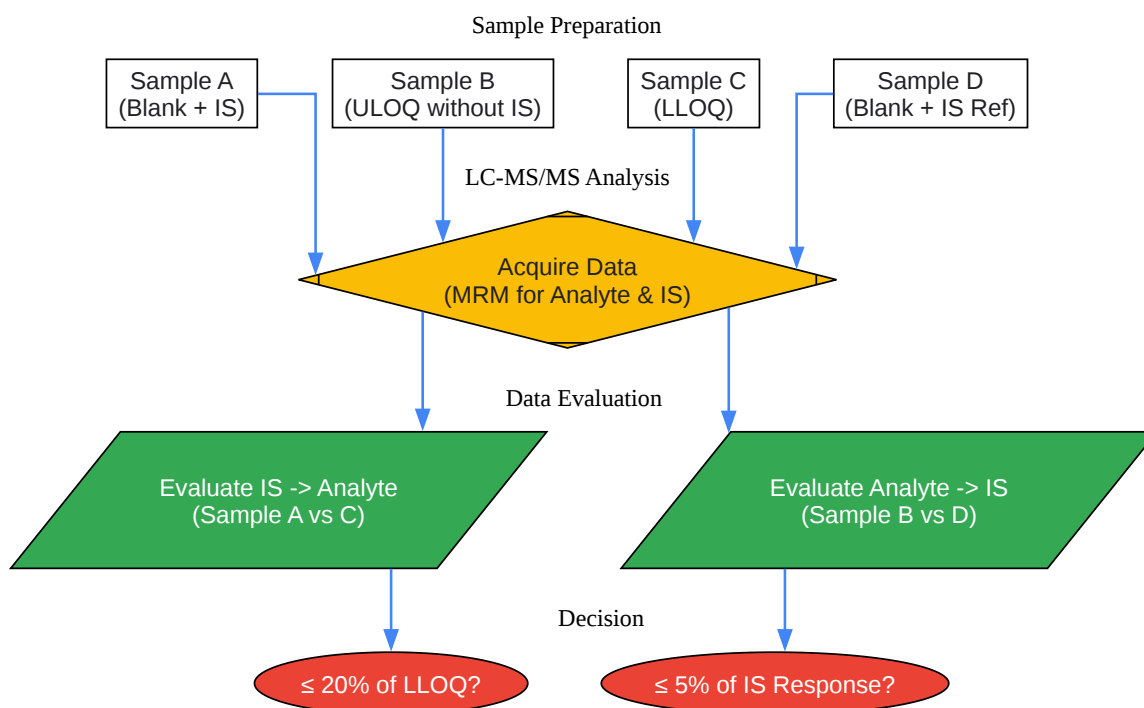 Sample Preparation
Sample A
(Blank + IS)
Sample B
(ULOQ without IS)
Sample C
(LLOQ)
Sample D
(Blank + IS Ref)
LC-MS/MS Analysis
Acquire Data
(MRM for Analyte & IS)
Data Evaluation
Evaluate IS -> Analyte
(Sample A vs C)
Evaluate Analyte -> IS
(Sample B vs D)
Decision
≤ 20% of LLOQ?
≤ 5% of IS Response?